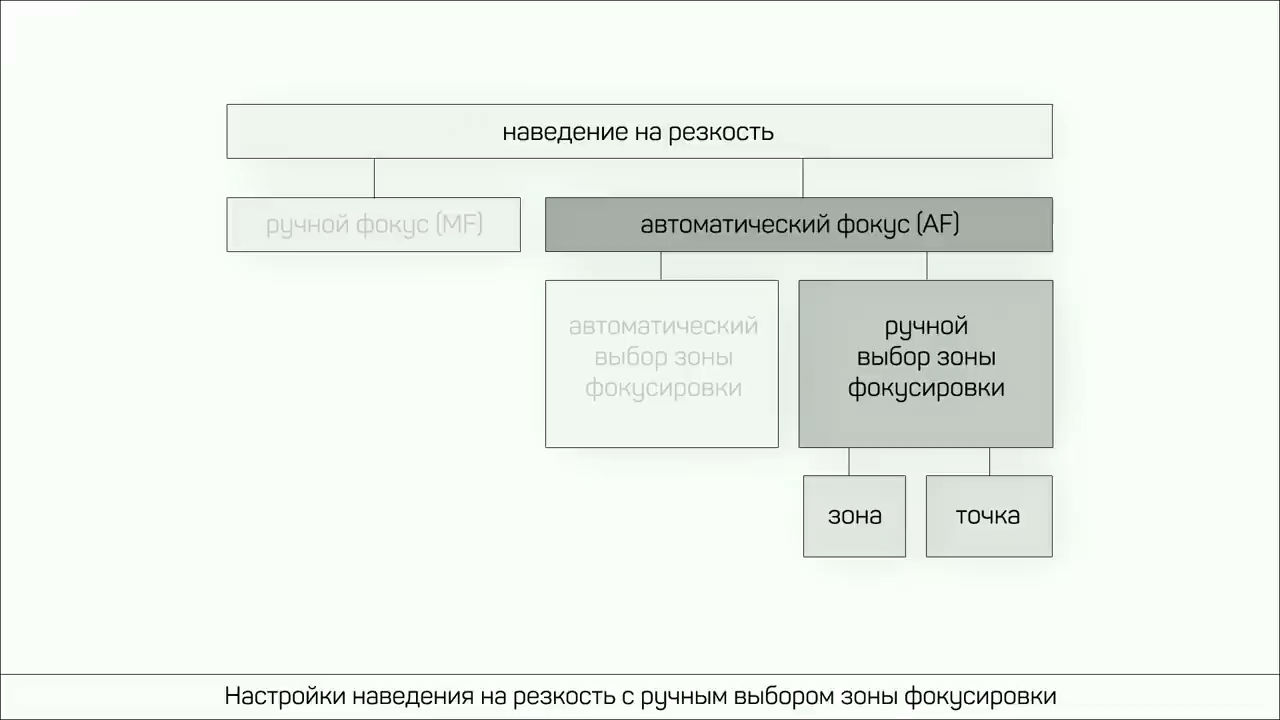 наведение на резкость
ручной фокус (MF)
автоматический фокус (AF)
автоматический
выбор зоны
фокусировки
ручной
выбор зоны
фокусировки
зона
точка
Настройки наведения на резкость с ручным выбором зоны фокусировки